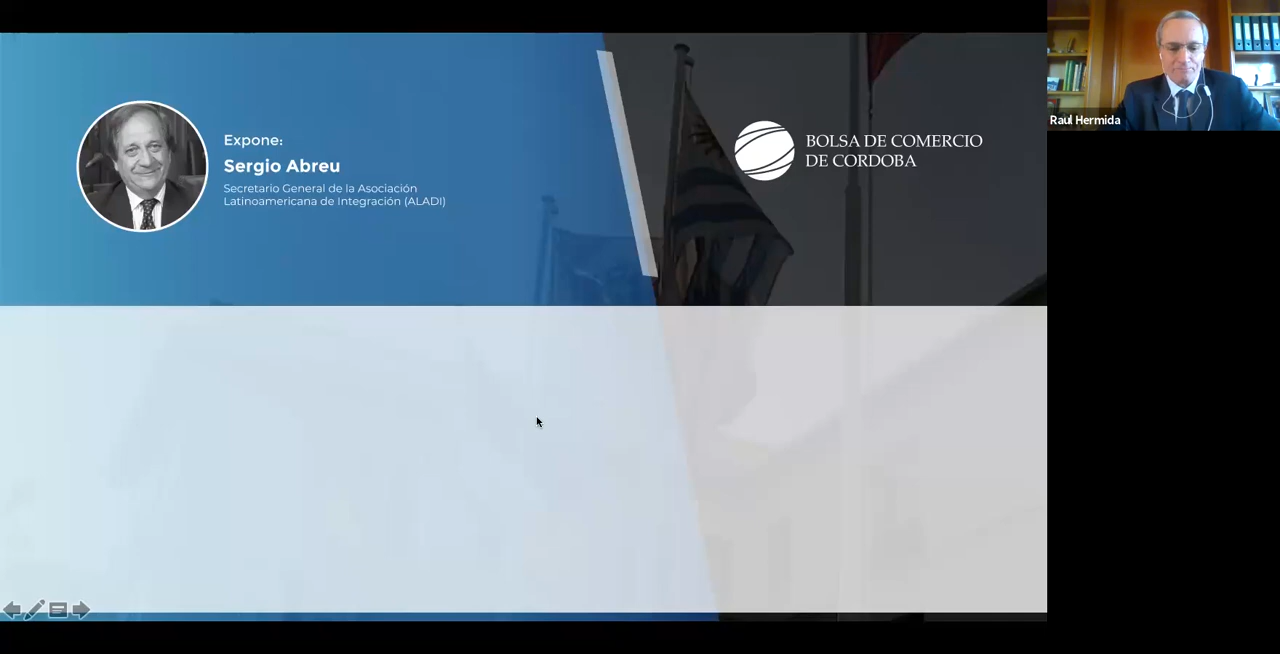 Expone:
Sergio Abreu
Secretario General de la Asociación
Latinoamericana de Integración (ALADI)
BOLSA DE COMERCIO
DE CORDOBA
Raul Hermida